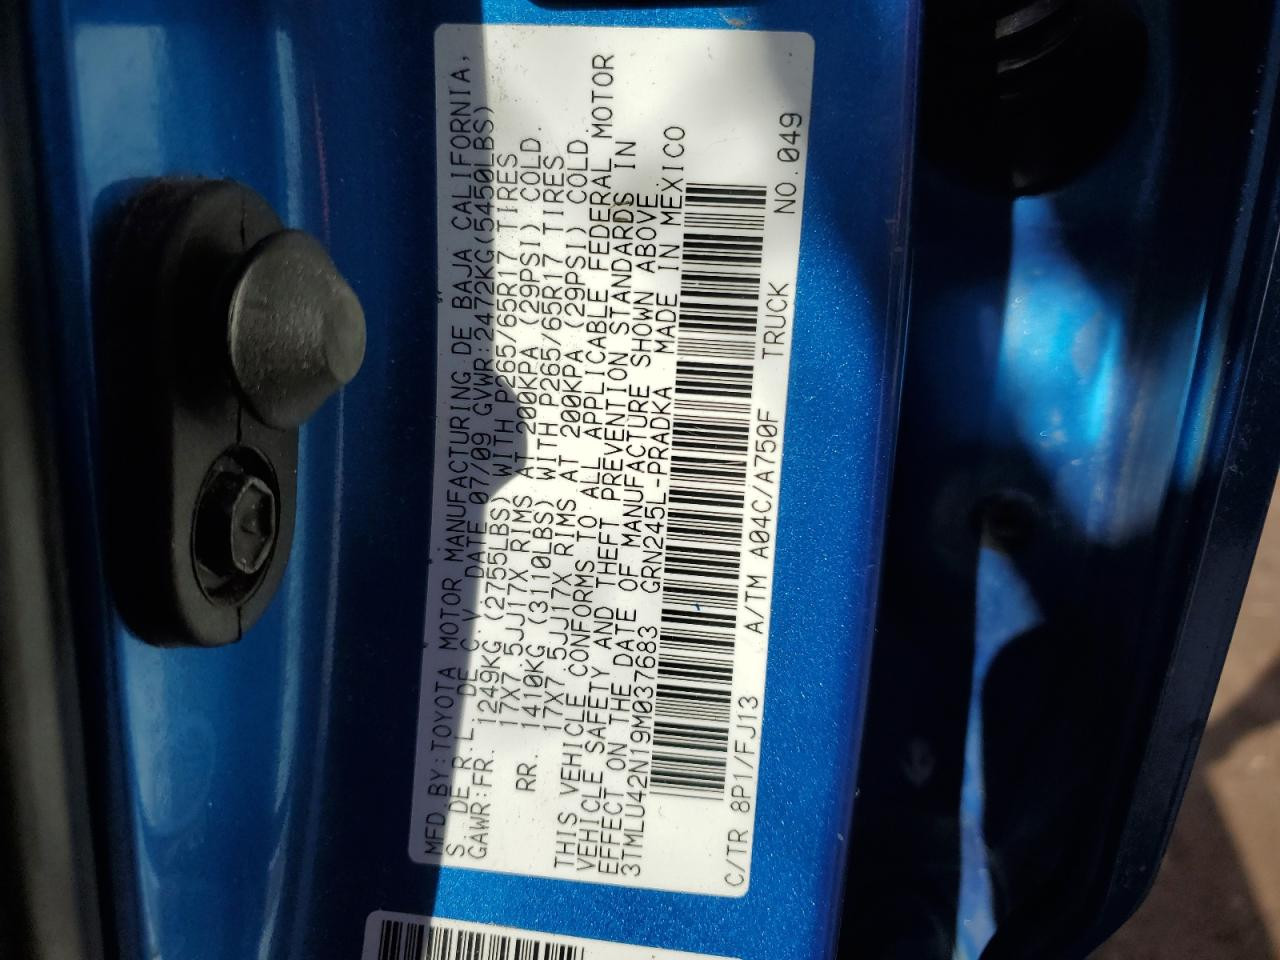 MFD.BY:TOYOTA MOTOR MANUFACTURING DE BAJA CALIFORNIA,
S. DE R.L. DE C.V. DATE 07/09 GVWR:2472KG(5450LBS)
GAWR:FR. 1249KG (2755LBS) WITH P265/65R17 TIRES
17X7.5JJ17X RIMS AT 200KPA (29PSI) COLD.
RR. 1410KG (3110LBS) WITH P265/65R17 TIRES
17X7.5JJ17X RIMS AT 200KPA (29PSI) COLD.
THIS VEHICLE CONFORMS TO ALL APPLICABLE FEDERAL MOTOR
VEHICLE SAFETY AND THEFT PREVENTION STANDARDS IN
EFFECT ON THE DATE OF MANUFACTURE SHOWN ABOVE.
3TMLU42N19M037683 GRN245L-PRADKA MADE IN MEXICO
C/TR 8P1/FJ13 A/TM A04C/A750F TRUCK NO.049